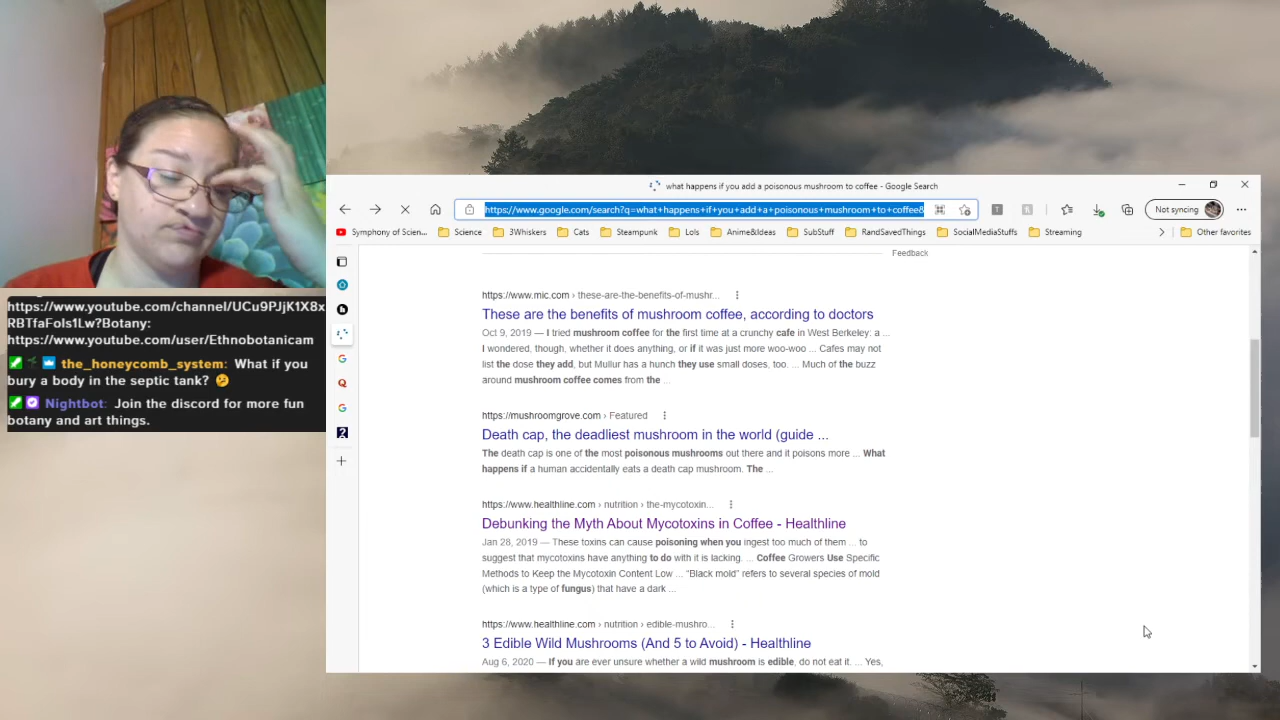 https://www.youtube.com/channel/UCu9PJjK1X8x
RBTfaFols1Lw?Botany:
https://www.youtube.com/user/Ethnobotanicam
the_honeycomb_system: What if you
bury a body in the septic tank? 🤔
Nightbot: Join the discord for more fun
botany and art things.
what happens if you add a poisonous mushroom to coffee - Google Search
https://www.google.com/search?q=what+happens+if+you+add+a+poisonous+mushroom+to+coffee&
Not syncing
Symphony of Scien... Science 3Whiskers Cats Steampunk Lols Anime&Ideas SubStuff RandSavedThings SocialMediaStuffs Streaming Other favorites
Feedback
https://www.mic.com › these-are-the-benefits-of-mushr...
These are the benefits of mushroom coffee, according to doctors
Oct 9, 2019 — I tried mushroom coffee for the first time at a crunchy cafe in West Berkeley: a ...
I wondered, though, whether it does anything, or if it was just more woo-woo ... Cafes may not
list the dose they add, but Mullur has a hunch they use small doses, too. ... Much of the buzz
around mushroom coffee comes from the ...
https://mushroomgrove.com › Featured
Death cap, the deadliest mushroom in the world (guide ...
The death cap is one of the most poisonous mushrooms out there and it poisons more ... What
happens if a human accidentally eats a death cap mushroom. The ...
https://www.healthline.com › nutrition › the-mycotoxin...
Debunking the Myth About Mycotoxins in Coffee - Healthline
Jan 28, 2019 — These toxins can cause poisoning when you ingest too much of them ... to
suggest that mycotoxins have anything to do with it is lacking. ... Coffee Growers Use Specific
Methods to Keep the Mycotoxin Content Low ... "Black mold" refers to several species of mold
(which is a type of fungus) that have a dark ...
https://www.healthline.com › nutrition › edible-mushro...
3 Edible Wild Mushrooms (And 5 to Avoid) - Healthline
Aug 6, 2020 — If you are ever unsure whether a wild mushroom is edible, do not eat it. ... Yes,